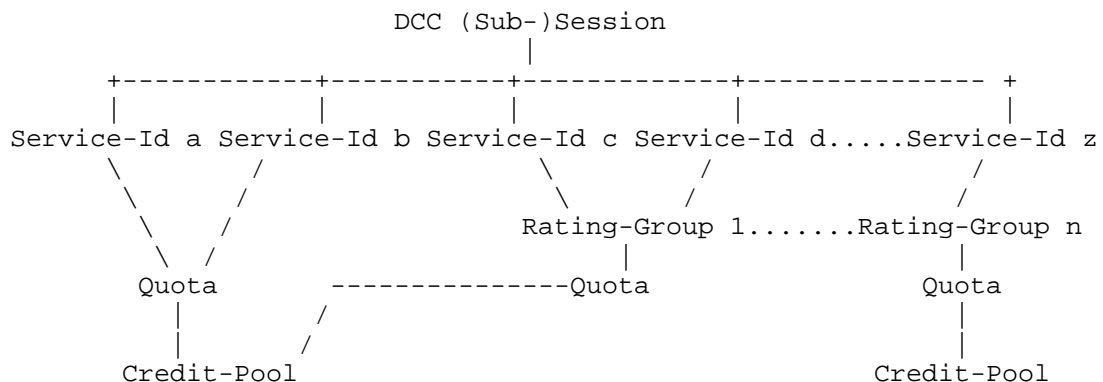 DCC (Sub-)Session
Service-Id a Service-Id b Service-Id c Service-Id d.....Service-Id z
Rating-Group 1.......Rating-Group n
Quota ---------------Quota Quota
Credit-Pool Credit-Pool